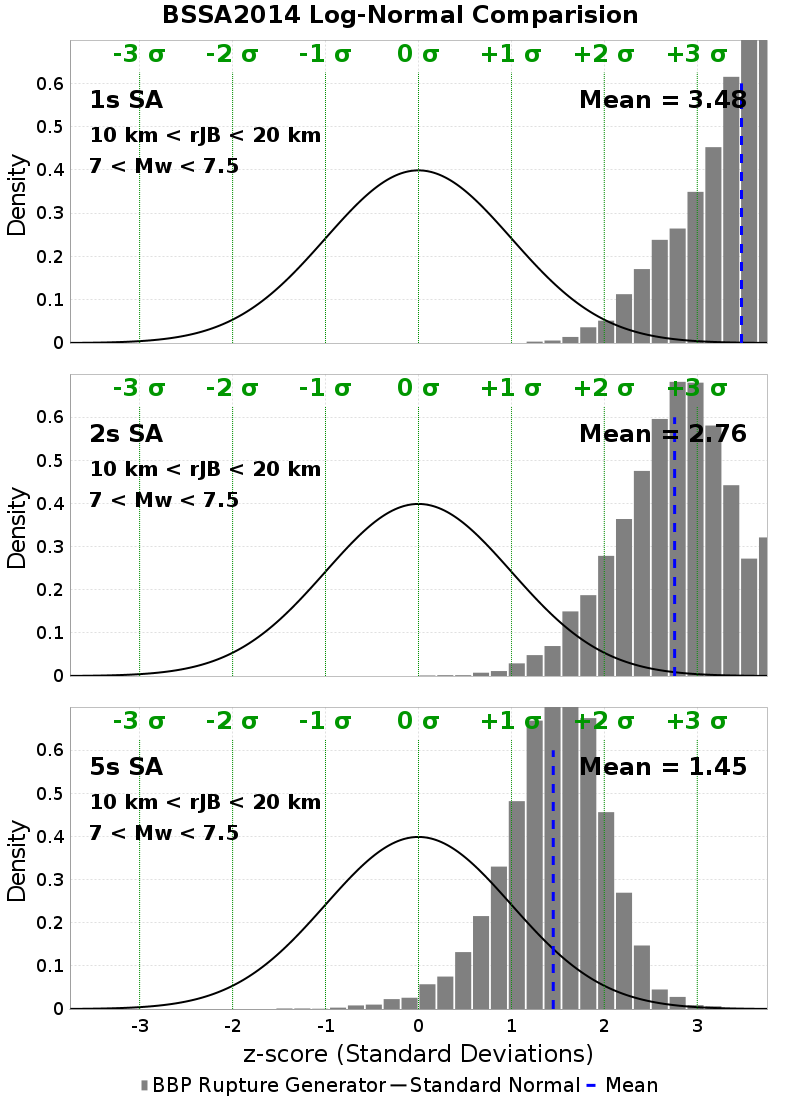 BSSA2014 Log-Normal Comparision
-3 σ -2 σ -1 σ 0 σ +1 σ +2 σ +3 σ
1s SA Mean = 3.48
10 km < rJB < 20 km
7 < Mw < 7.5
0.6
0.5
0.4
0.3
0.2
0.1
0
Density
-3 σ -2 σ -1 σ 0 σ +1 σ +2 σ +3 σ
2s SA Mean = 2.76
10 km < rJB < 20 km
7 < Mw < 7.5
0.6
0.5
0.4
0.3
0.2
0.1
0
Density
-3 σ -2 σ -1 σ 0 σ +1 σ +2 σ +3 σ
5s SA Mean = 1.45
10 km < rJB < 20 km
7 < Mw < 7.5
0.6
0.5
0.4
0.3
0.2
0.1
0
Density
-3 -2 -1 0 1 2 3
z-score (Standard Deviations)
BBP Rupture Generator Standard Normal Mean